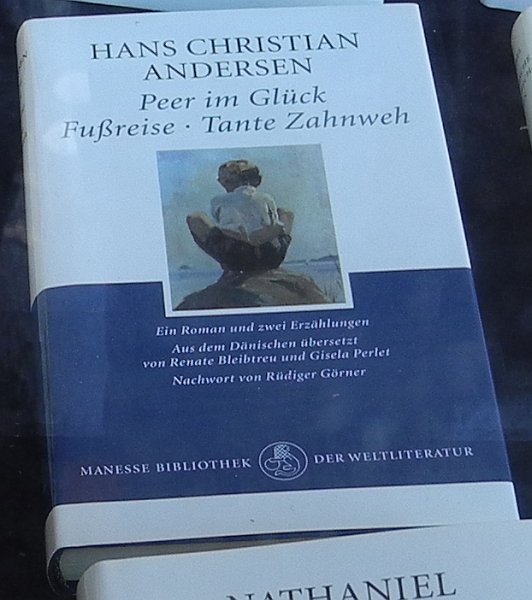 HANS CHRISTIAN
ANDERSEN
Peer im Glück
Fußreise · Tante Zahnweh
Ein Roman und zwei Erzählungen
Aus dem Dänischen übersetzt
von Renate Bleibtreu und Gisela Perlet
Nachwort von Rüdiger Görner
MANESSE BIBLIOTHEK DER WELTLITERATUR
NATHANIEL